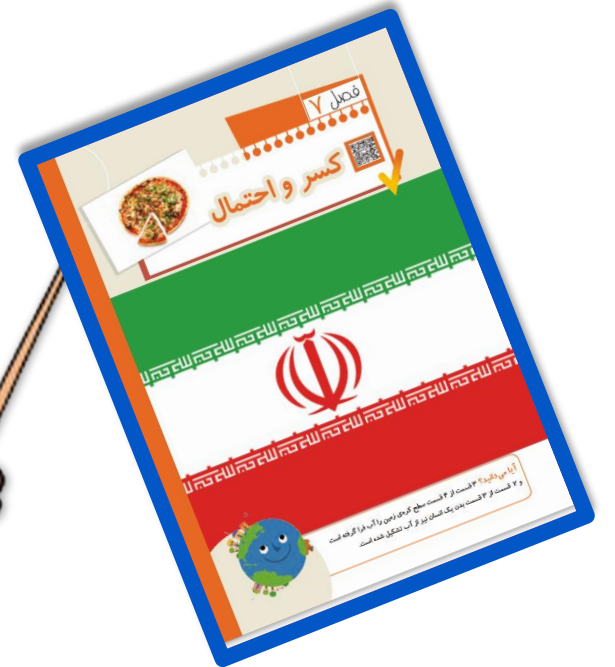 فصل ۷
کسر و احتمال
آیا می‌دانید؟ ۳ قسمت از ۴ قسمت سطح کره‌ی زمین را آب فرا گرفته است
و ۲ قسمت از ۳ قسمت بدن یک انسان نیز از آب تشکیل شده است.